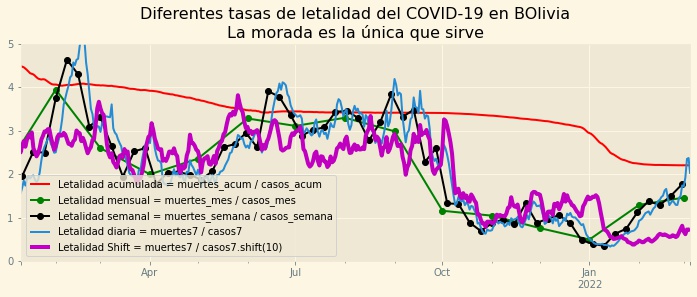 Diferentes tasas de letalidad del COVID-19 en BOlivia
La morada es la única que sirve
5
4
3
2
1
0
Letalidad acumulada = muertes_acum / casos_acum
Letalidad mensual = muertes_mes / casos_mes
Letalidad semanal = muertes_semana / casos_semana
Letalidad diaria = muertes7 / casos7
Letalidad Shift = muertes7 / casos7.shift(10)
Apr
Jul
Oct
Jan
2022